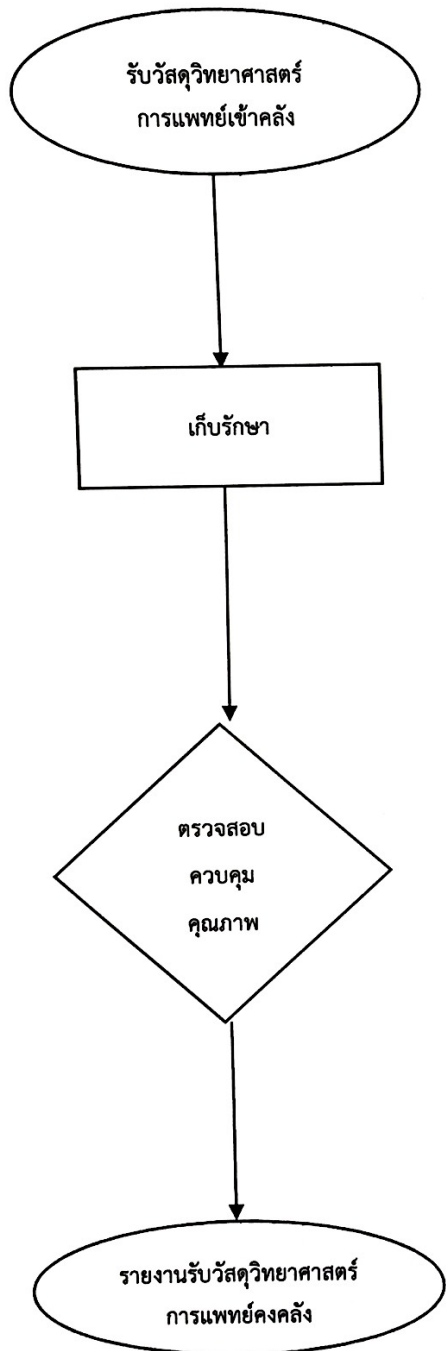 รับวัสดุวิทยาศาสตร์
การแพทย์เข้าคลัง
เก็บรักษา
ตรวจสอบ
ควบคุม
คุณภาพ
รายงานรับวัสดุวิทยาศาสตร์
การแพทย์คงคลัง